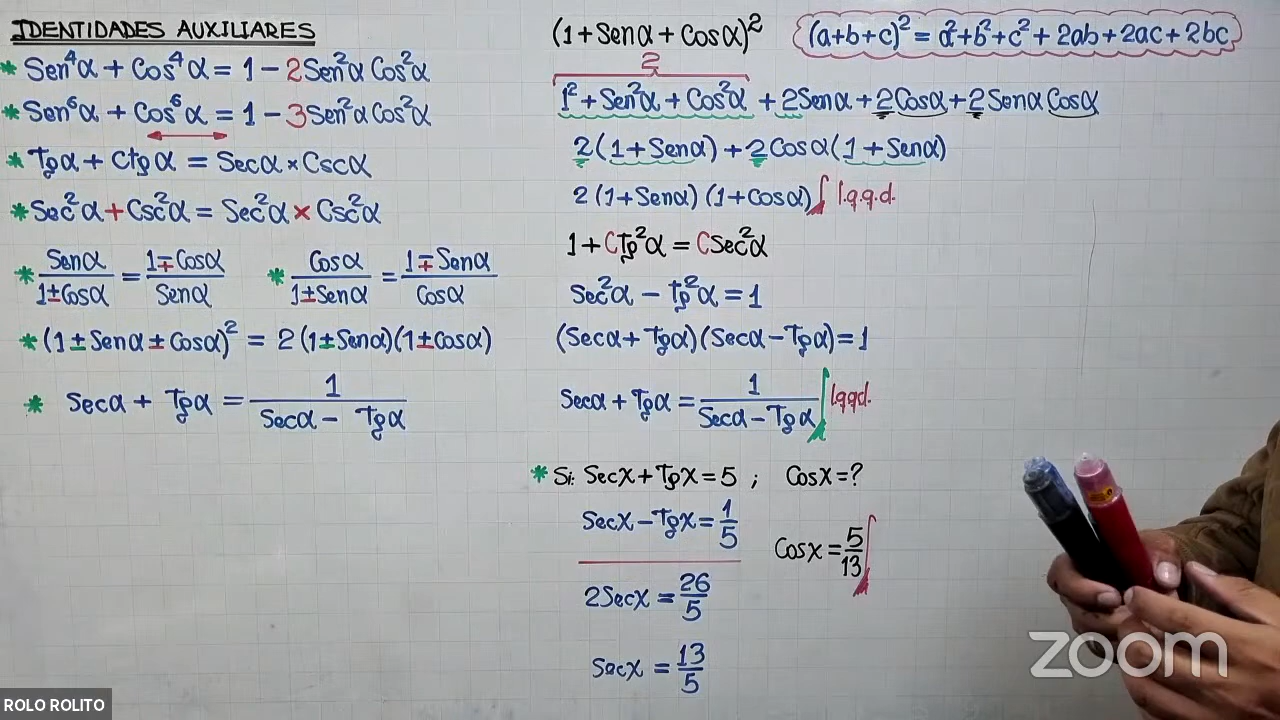 IDENTIDADES AUXILIARES
* Sen⁴α + Cos⁴α = 1 - 2Sen²α Cos²α
* Sen⁶α + Cos⁶α = 1 - 3Sen²α Cos²α
* Tgα + Ctgα = Secα × Cscα
* Sec²α + Csc²α = Sec²α × Csc²α
* Senα/(1±Cosα) = (1∓Cosα)/Senα * Cosα/(1±Senα) = (1∓Senα)/Cosα
* (1±Senα±Cosα)² = 2(1±Senα)(1±Cosα)
* Secα + Tgα = 1/(Secα - Tgα)
(1+Senα+Cosα)² (a+b+c)² = a²+b²+c²+2ab+2ac+2bc
2
1²+Sen²α+Cos²α+2Senα+2Cosα+2SenαCosα
2(1+Senα)+2Cosα(1+Senα)
2(1+Senα)(1+Cosα) l.q.q.d.
1+Ctg²α = Csec²α
Sec²α - Tg²α = 1
(Secα+Tgα)(Secα-Tgα)=1
Secα+Tgα = 1/(Secα-Tgα) lqqd.
* Si: Secx+Tgx=5 ; Cosx=?
Secx-Tgx=1/5
Cosx=5/13
2Secx=26/5
Secx=13/5
zoom
ROLO ROLITO